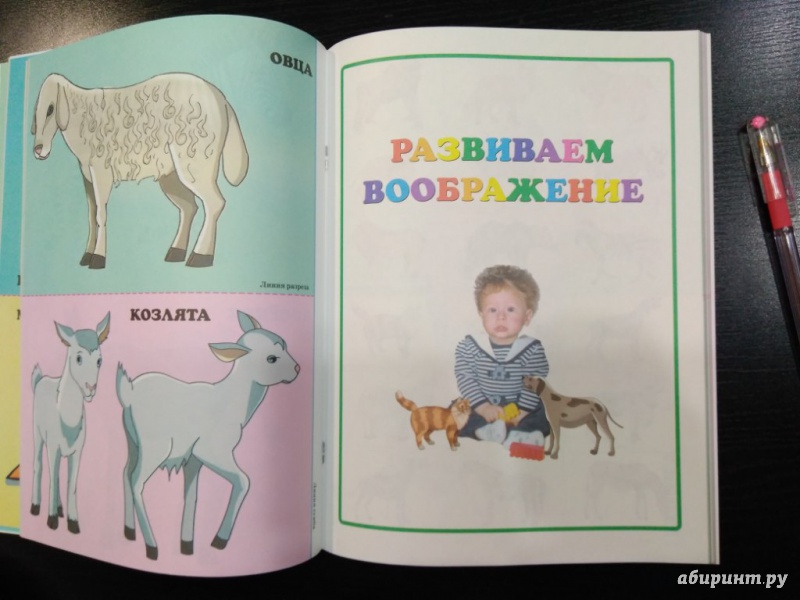 ОВЦА
Линия разреза
КОЗЛЯТА
РАЗВИВАЕМ
ВООБРАЖЕНИЕ
абиринт.ру